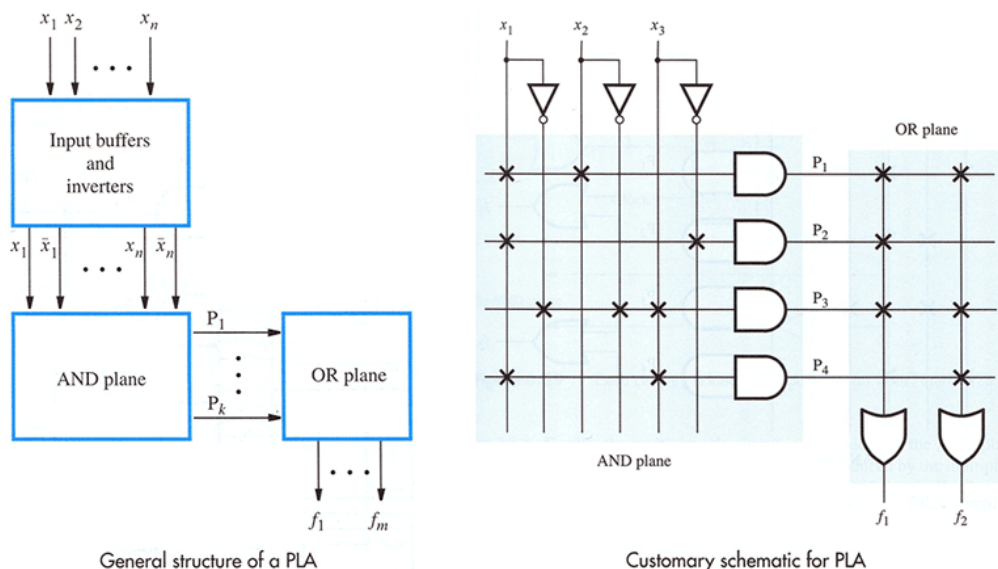 x₁ x₂ xₙ
Input buffers
and
inverters
x₁ x̄₁ xₙ x̄ₙ
AND plane
P₁
Pₖ
OR plane
f₁ fₘ
General structure of a PLA
x₁ x₂ x₃
OR plane
P₁
P₂
P₃
P₄
AND plane
f₁ f₂
Customary schematic for PLA